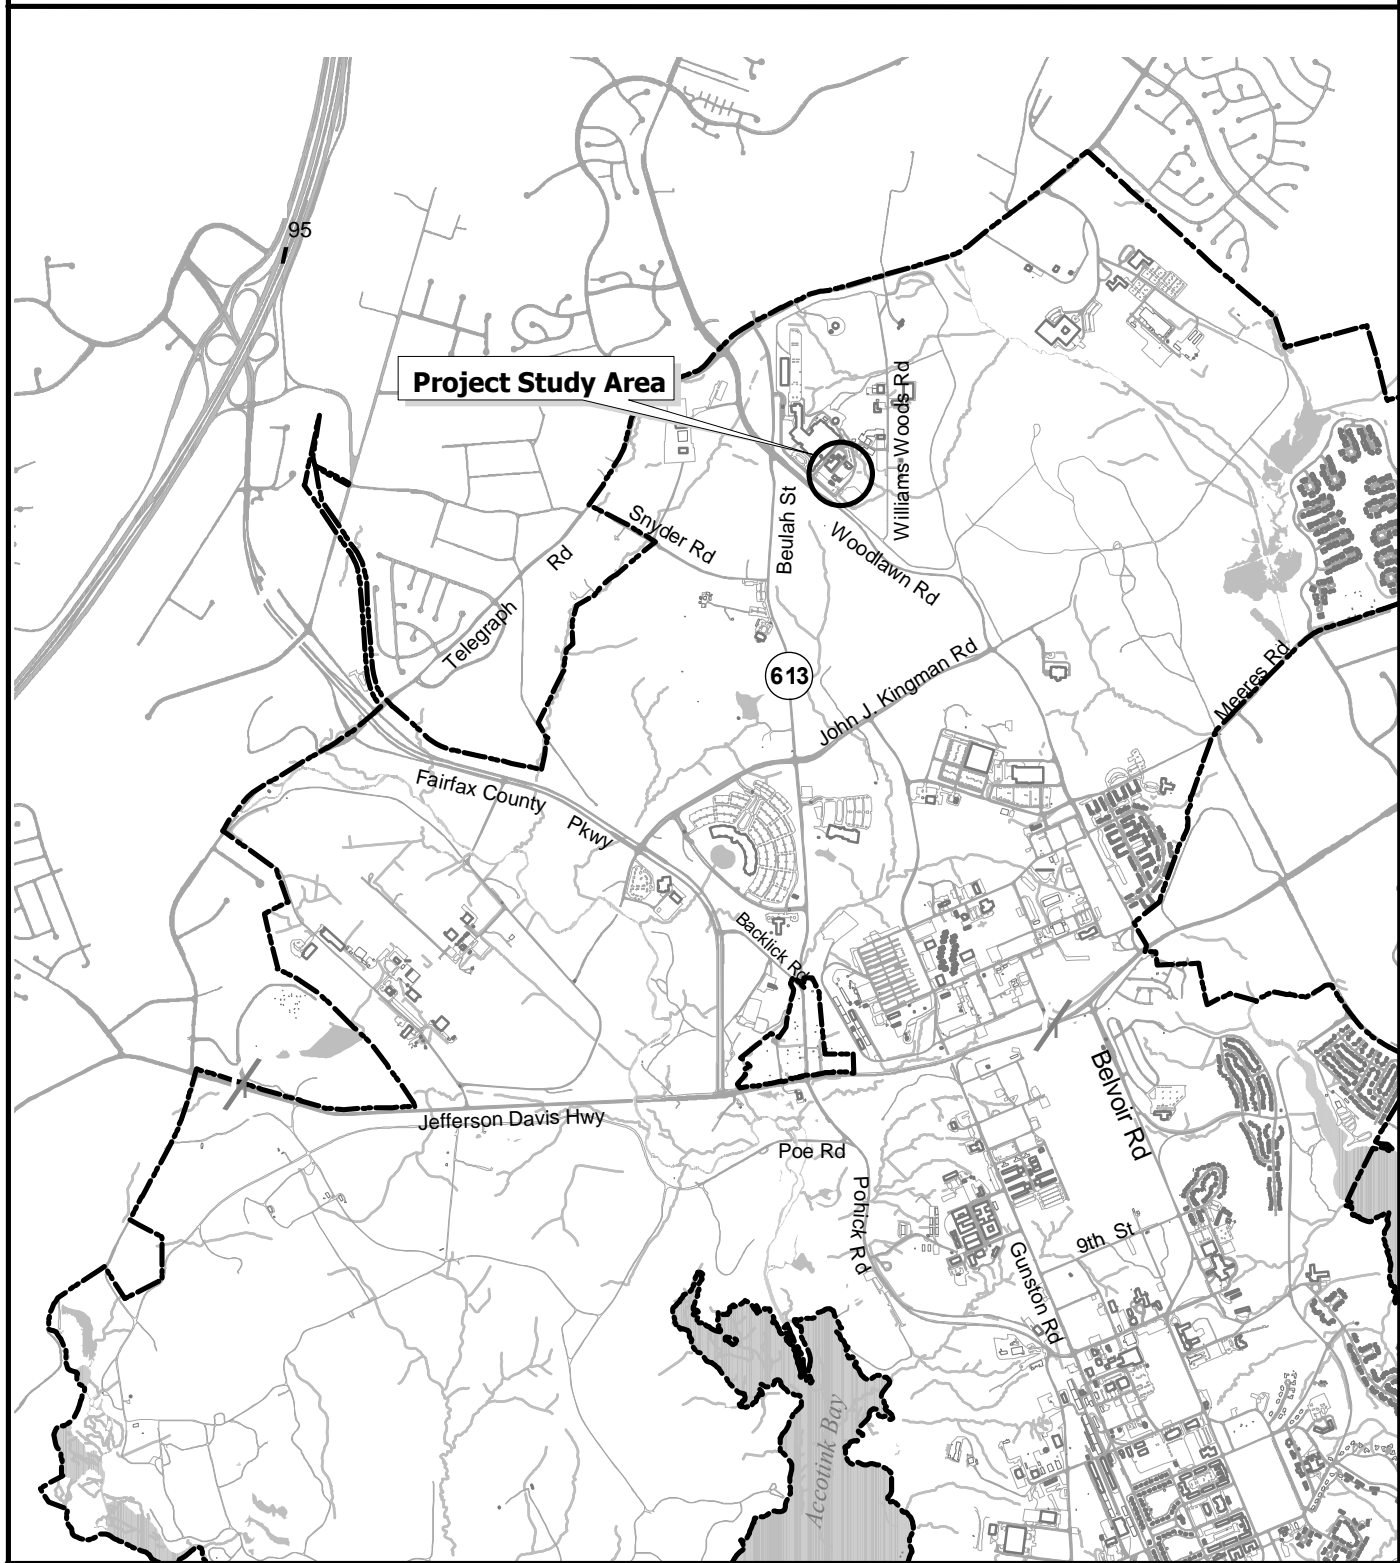 95
Project Study Area
Williams Woods Rd
Beulah St
Snyder Rd
Woodlawn Rd
Telegraph Rd
613
John J. Kingman Rd
Meeres Rd
Fairfax County Pkwy
Backlick Rd
Belvoir Rd
Jefferson Davis Hwy
Poe Rd
Pohick Rd
9th St
Gunston Rd
Accotink Bay